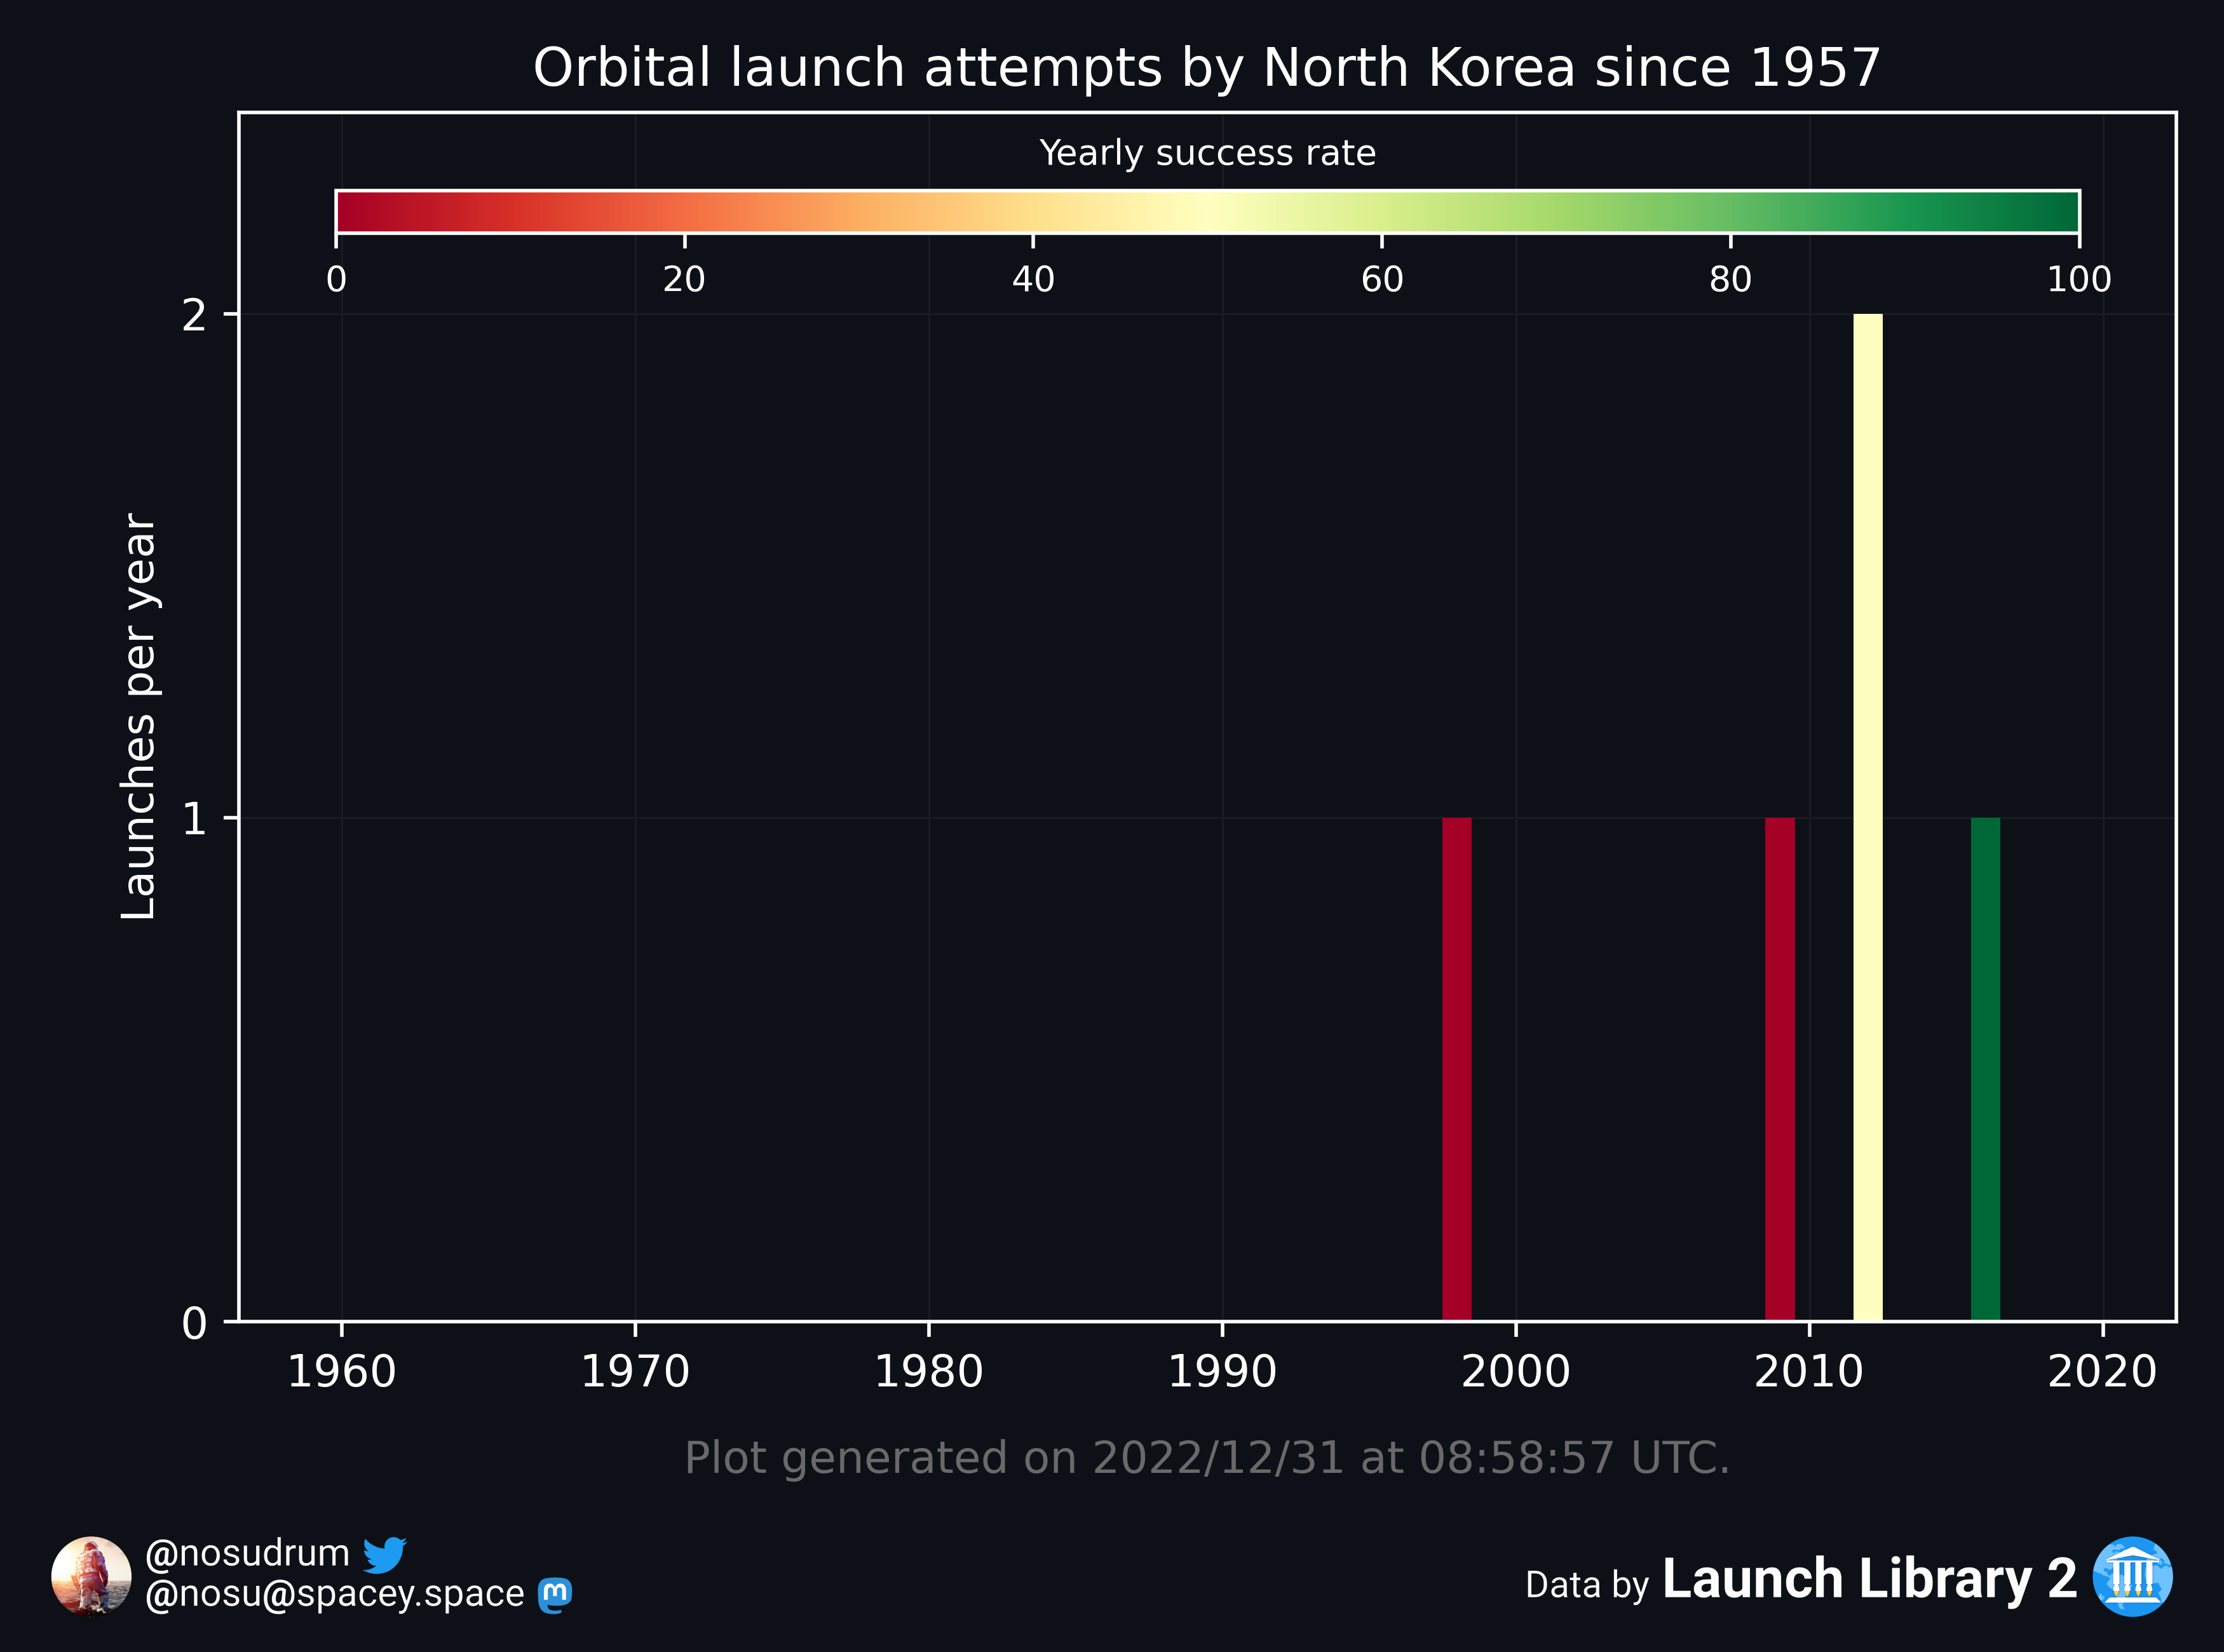 Orbital launch attempts by North Korea since 1957
Yearly success rate
0 20 40 60 80 100
Launches per year
2
1
0
1960 1970 1980 1990 2000 2010 2020
Plot generated on 2022/12/31 at 08:58:57 UTC.
@nosudrum
@nosu@spacey.space
Data by Launch Library 2